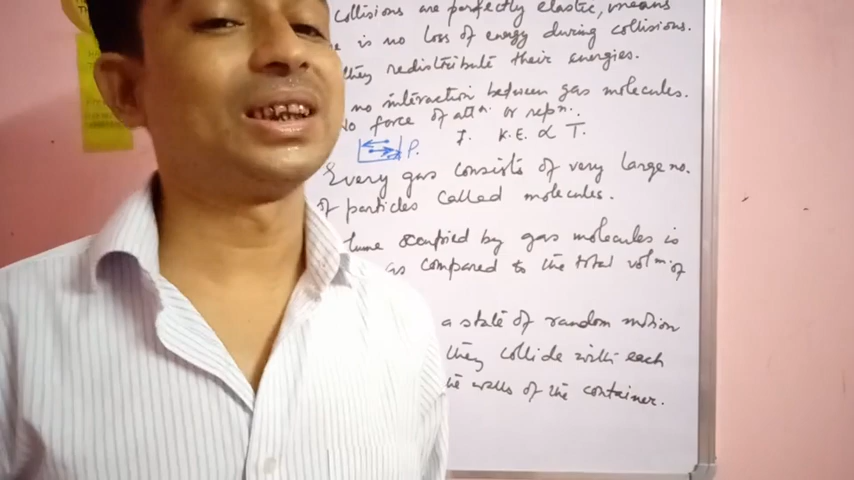 collisions are perfectly elastic, means
is no loss of energy during collisions.
they redistribute their energies.
no interaction between gas molecules.
No force of attn. or repn..
7. K.E. ∝ T.
P.
Every gas consists of very large no.
of particles called molecules.
lume occupied by gas molecules is
as compared to the total volm of
a state of random motion
they collide with each
the walls of the container.